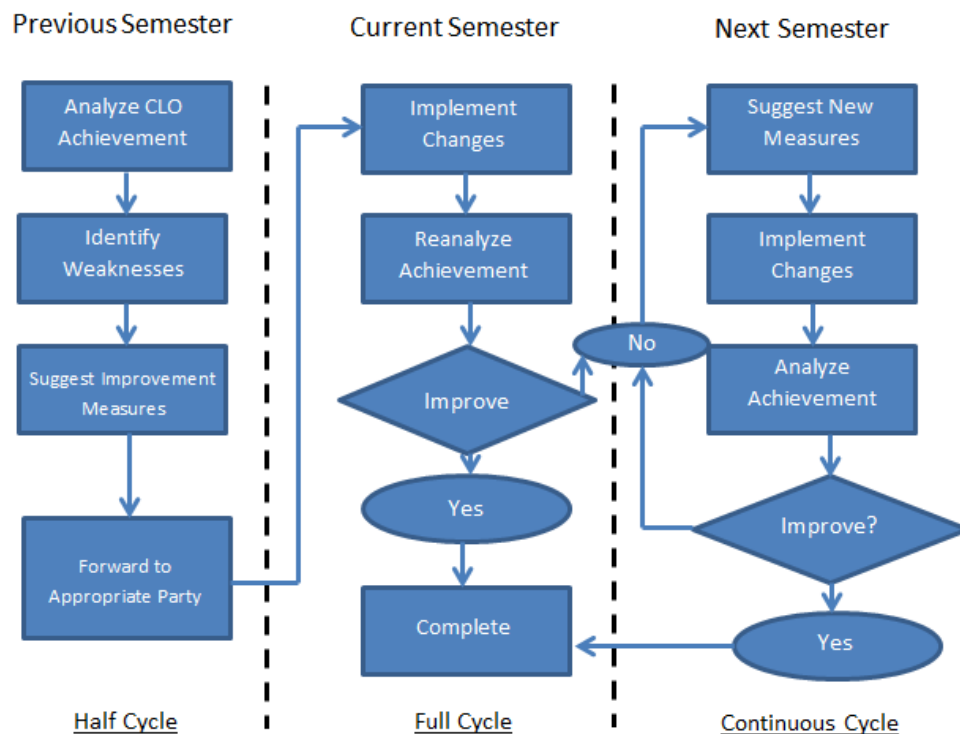 Previous Semester
Current Semester
Next Semester
Analyze CLO
Achievement
Identify
Weaknesses
Suggest Improvement
Measures
Forward to
Appropriate Party
Half Cycle
Implement
Changes
Reanalyze
Achievement
Improve
Yes
Complete
Full Cycle
No
Suggest New
Measures
Implement
Changes
Analyze
Achievement
Improve?
Yes
Continuous Cycle